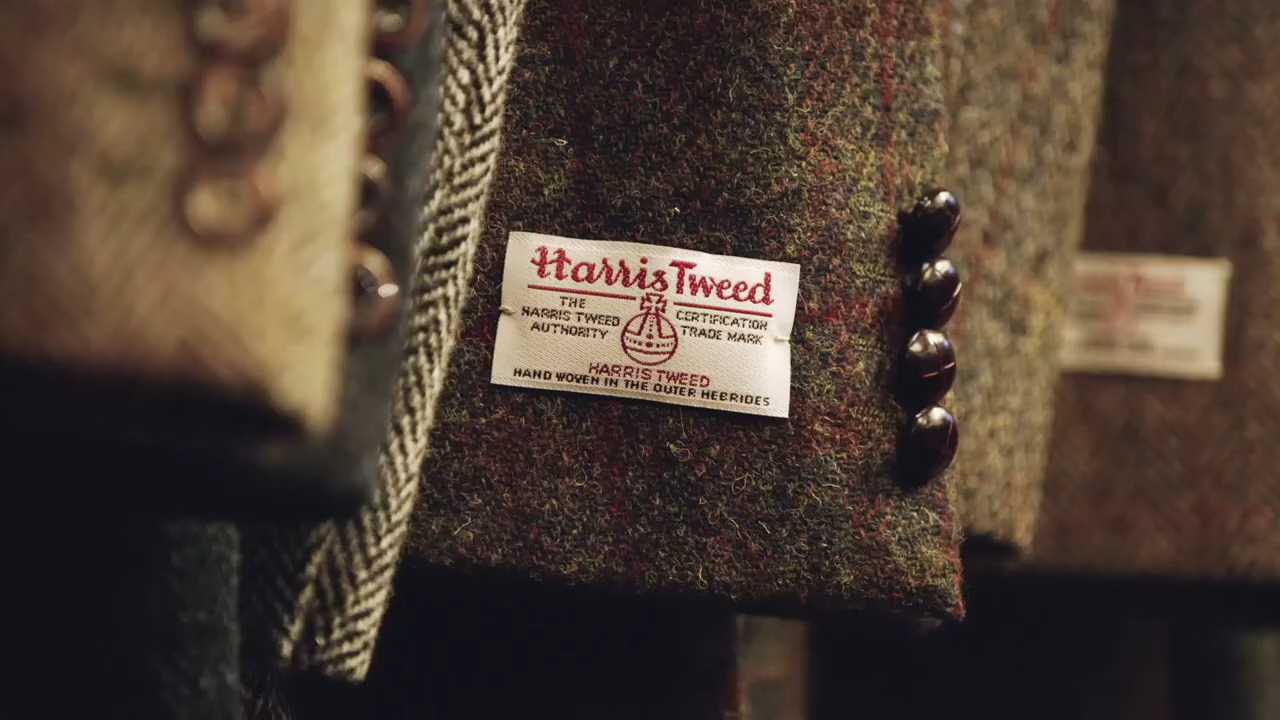 Harris Tweed
THE
HARRIS TWEED
AUTHORITY
CERTIFICATION
TRADE MARK
HARRIS TWEED
HAND WOVEN IN THE OUTER HEBRIDES